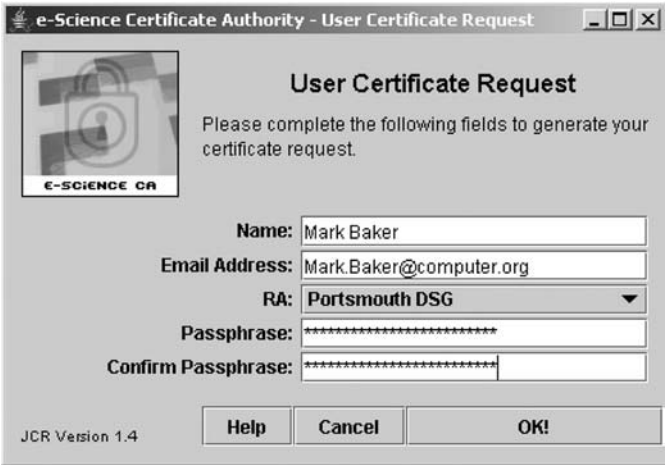 e-Science Certificate Authority - User Certificate Request
User Certificate Request
Please complete the following fields to generate your
certificate request.
E-SCIENCE CA
Name: Mark Baker
Email Address: Mark.Baker@computer.org
RA: Portsmouth DSG
Passphrase: *************************
Confirm Passphrase: *************************
JCR Version 1.4 Help Cancel OK!